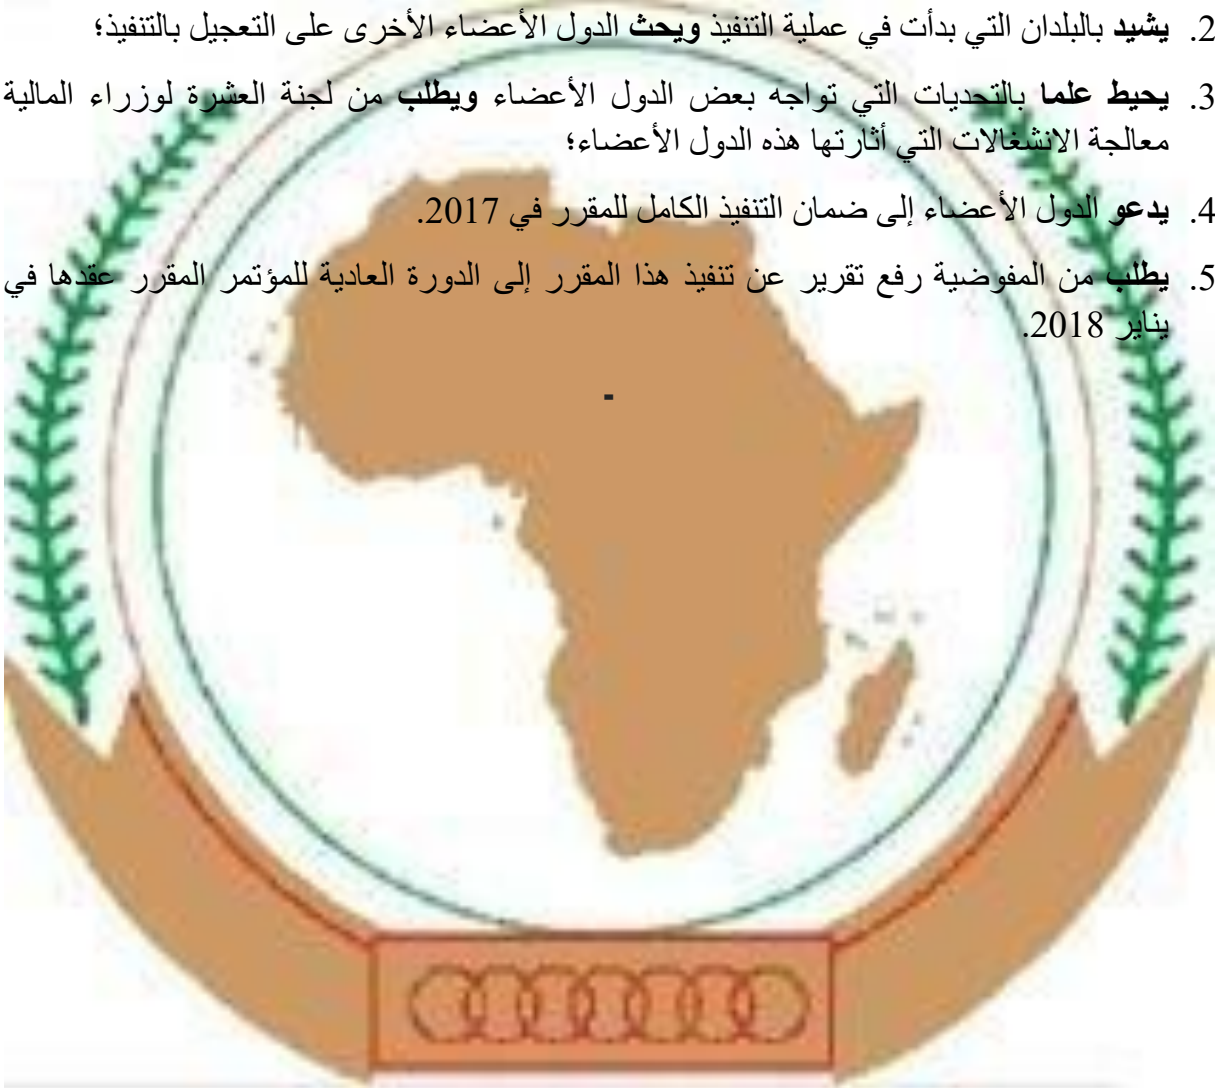 2. يشيد بالبلدان التي بدأت في عملية التنفيذ ويحث الدول الأعضاء الأخرى على التعجيل بالتنفيذ؛
3. يحيط علما بالتحديات التي تواجه بعض الدول الأعضاء ويطلب من لجنة العشرة لوزراء المالية
معالجة الانشغالات التي أثارتها هذه الدول الأعضاء؛
4. يدعو الدول الأعضاء إلى ضمان التنفيذ الكامل للمقرر في 2017.
5. يطلب من المفوضية رفع تقرير عن تنفيذ هذا المقرر إلى الدورة العادية للمؤتمر المقرر عقدها في
يناير 2018.
-